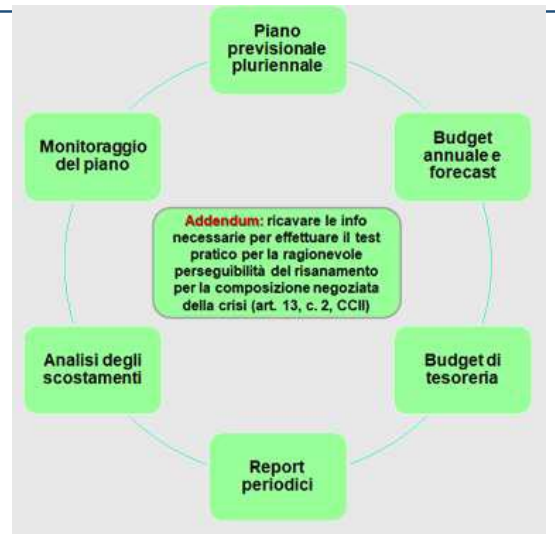 Piano
previsionale
pluriennale
Budget
annuale e
forecast
Budget di
tesoreria
Report
periodici
Analisi degli
scostamenti
Monitoraggio
del piano
Addendum: ricavare le info
necessarie per effettuare il test
pratico per la ragionevole
perseguibilità del risanamento
per la composizione negoziata
della crisi (art. 13, c. 2, CCII)